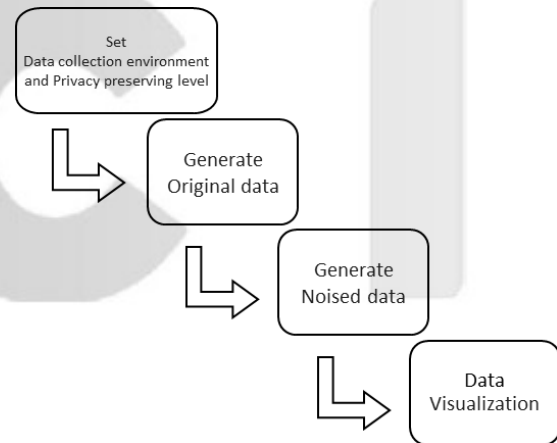 Set
Data collection environment
and Privacy preserving level
Generate
Original data
Generate
Noised data
Data
Visualization